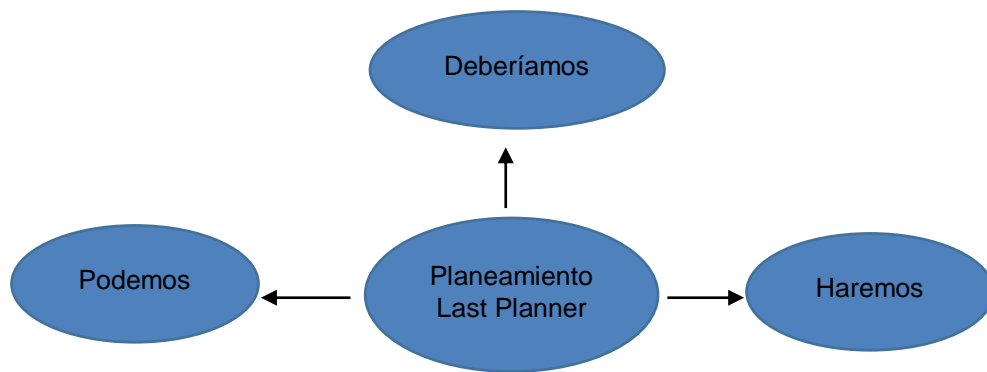 Deberíamos
Podemos
Planeamiento
Last Planner
Haremos